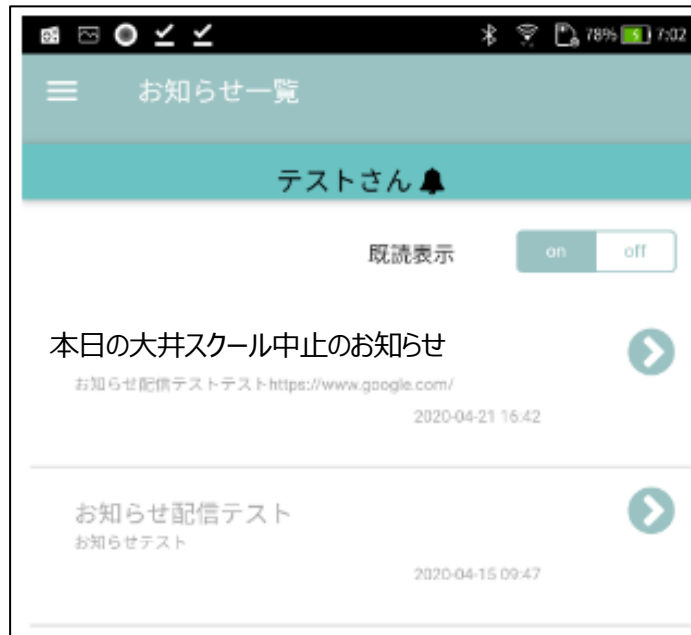 78% 7:02
お知らせ一覧
テストさん
既読表示 on off
本日の大井スクール中止のお知らせ
お知らせ配信テストテストhttps://www.google.com/
2020-04-21 16:42
お知らせ配信テスト
お知らせテスト
2020-04-15 09:47